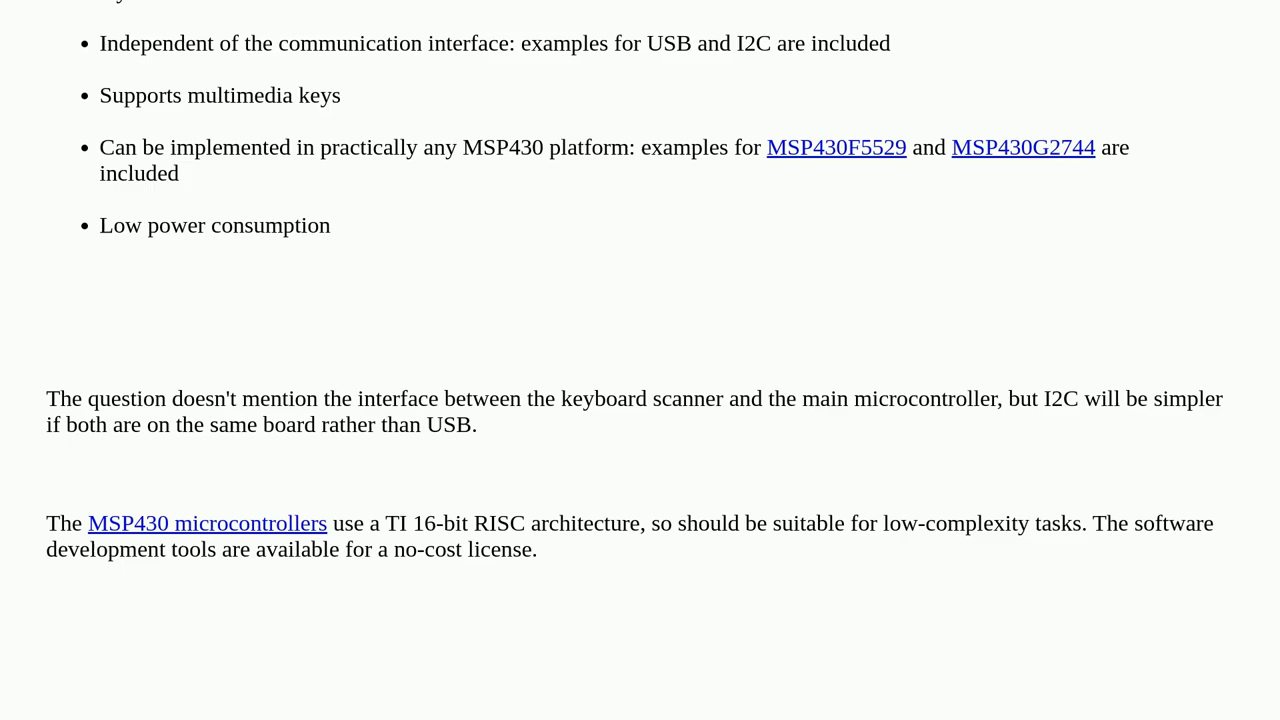 Independent of the communication interface: examples for USB and I2C are included
Supports multimedia keys
Can be implemented in practically any MSP430 platform: examples for MSP430F5529 and MSP430G2744 are
included
Low power consumption
The question doesn't mention the interface between the keyboard scanner and the main microcontroller, but I2C will be simpler
if both are on the same board rather than USB.
The MSP430 microcontrollers use a TI 16-bit RISC architecture, so should be suitable for low-complexity tasks. The software
development tools are available for a no-cost license.